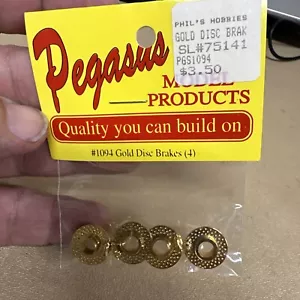 PHIL'S HOBBIES
GOLD DISC BRAK
SL#75141
PGS1094
$3.50
Pegasus
MODEL
PRODUCTS
Quality you can build on
#1094 Gold Disc Brakes (4)